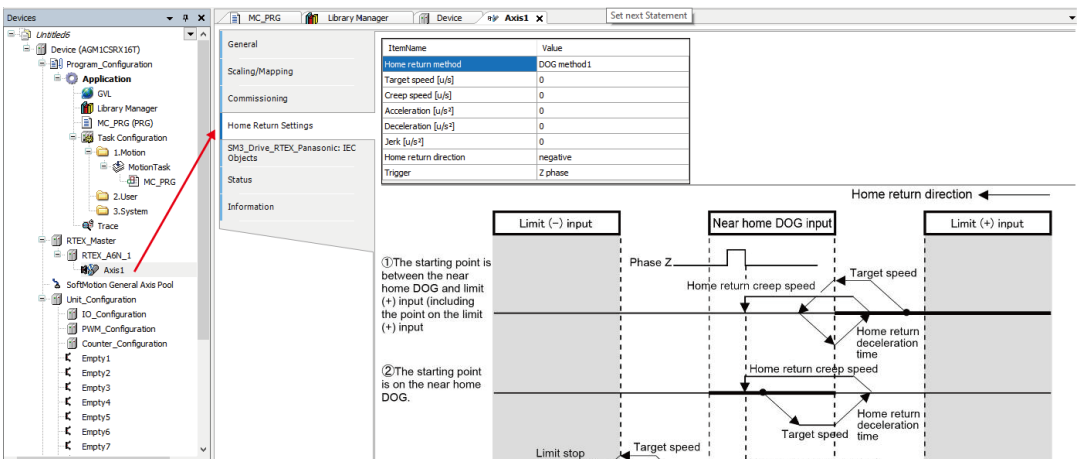 Devices
Untitled6
Device (AGM1CSRX16T)
Program_Configuration
Application
GVL
Library Manager
MC_PRG (PRG)
Task Configuration
1.Motion
MotionTask
MC_PRG
2.User
3.System
Trace
RTEX_Master
RTEX_A6N_1
Axis1
SoftMotion General Axis Pool
Unit_Configuration
IO_Configuration
PWM_Configuration
Counter_Configuration
Empty1
Empty2
Empty3
Empty4
Empty5
Empty6
Empty7
MC_PRG Library Manager Device Axis1 X
Set next Statement
General
Scaling/Mapping
Commissioning
Home Return Settings
SM3_Drive_RTEX_Panasonic: IEC
Objects
Status
Information
ItemName Value
Home return method DOG method1
Target speed [u/s] 0
Creep speed [u/s] 0
Acceleration [u/s²] 0
Deceleration [u/s²] 0
Jerk [u/s³] 0
Home return direction negative
Trigger Z phase
Home return direction
Limit (−) input Near home DOG input Limit (+) input
①The starting point is
between the near
home DOG and limit
(+) input (including
the point on the limit
(+) input
Phase Z
Target speed
Home return creep speed
Home return
deceleration
time
②The starting point
is on the near home
DOG.
Home return creep speed
Home return
deceleration
time
Target speed
Limit stop
Target speed